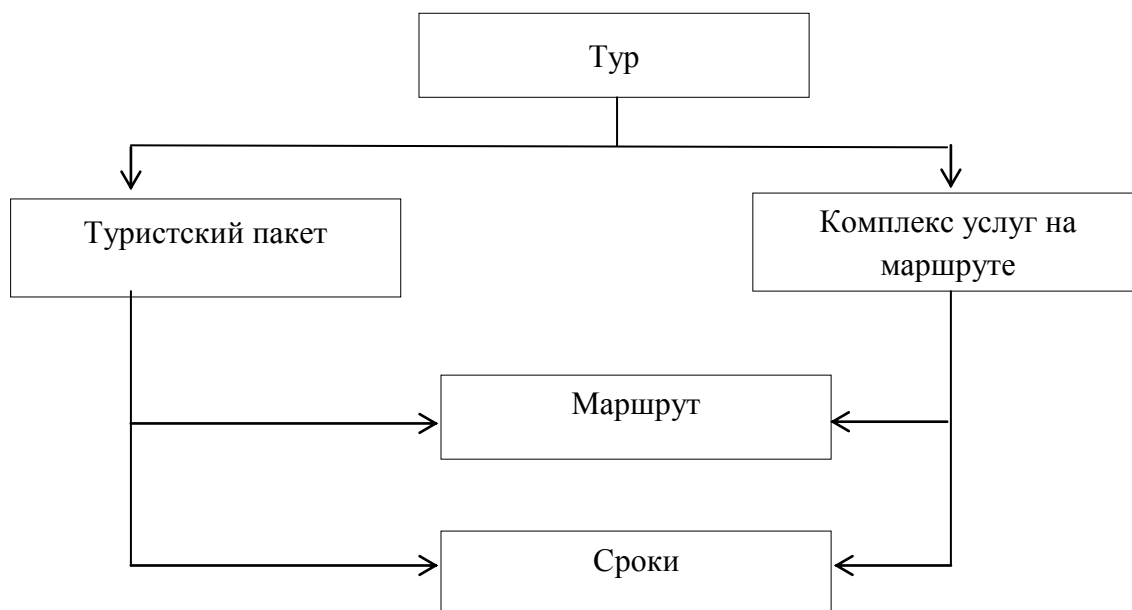 Тур
Туристский пакет
Комплекс услуг на
маршруте
Маршрут
Сроки